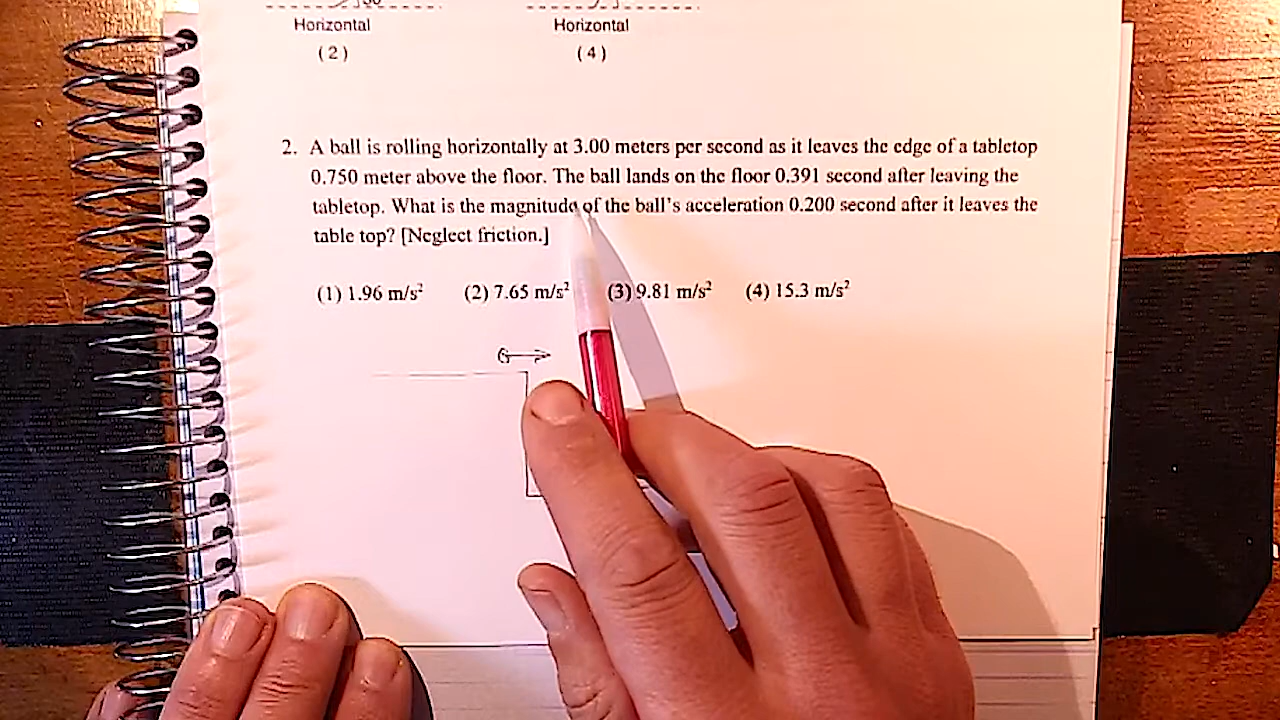 Horizontal Horizontal
(2) (4)
2. A ball is rolling horizontally at 3.00 meters per second as it leaves the edge of a tabletop
0.750 meter above the floor. The ball lands on the floor 0.391 second after leaving the
tabletop. What is the magnitude of the ball's acceleration 0.200 second after it leaves the
table top? [Neglect friction.]
(1) 1.96 m/s² (2) 7.65 m/s² (3) 9.81 m/s² (4) 15.3 m/s²